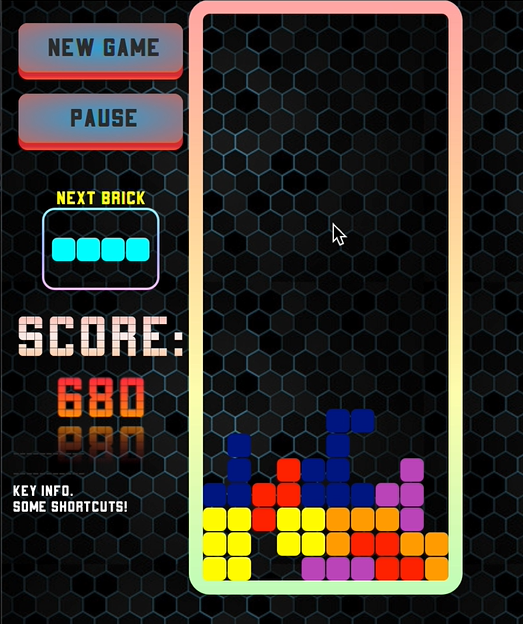 NEW GAME
PAUSE
NEXT BRICK
SCORE:
680
KEY INFO.
SOME SHORTCUTS!